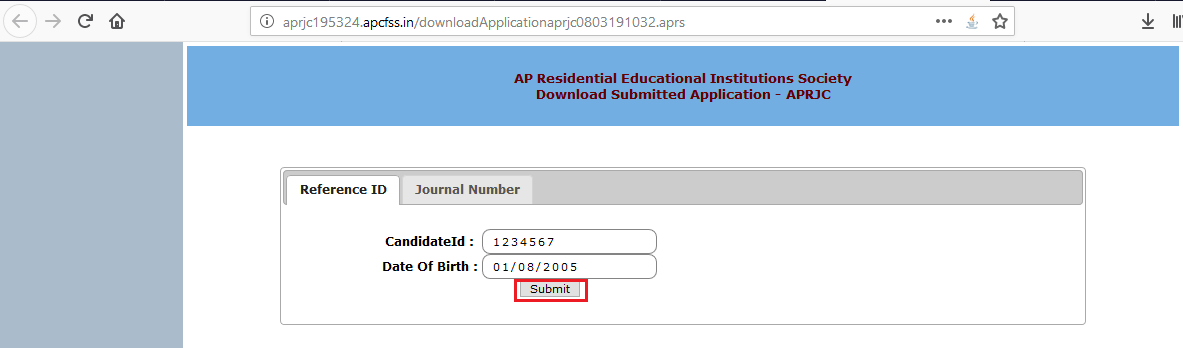 aprjc195324.apcfss.in/downloadApplicationaprjc0803191032.aprs
AP Residential Educational Institutions Society
Download Submitted Application - APRJC
Reference ID Journal Number
CandidateId : 1234567
Date Of Birth : 01/08/2005
Submit